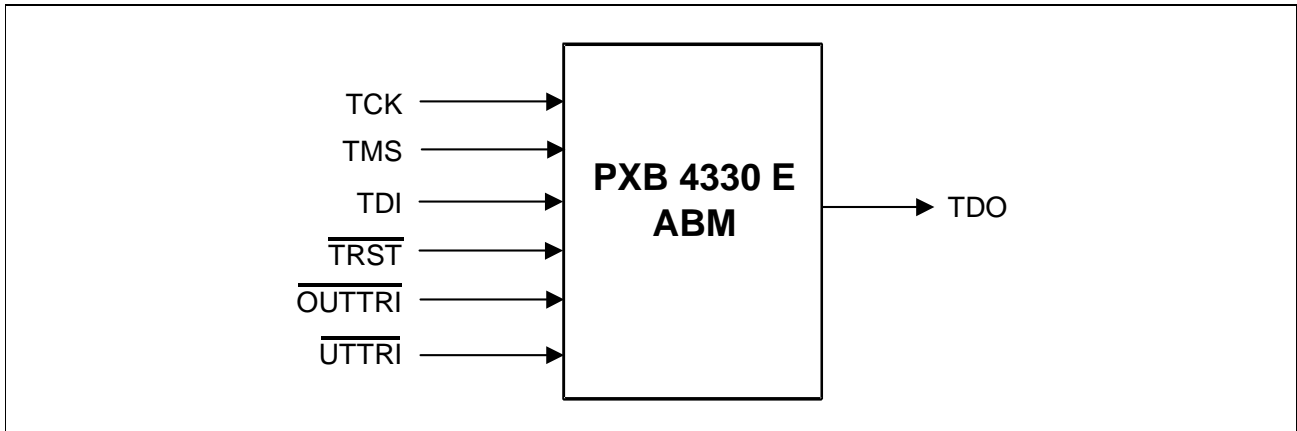 TCK
TMS
TDI
TRST
OUTTRI
UTTRI
PXB 4330 E
ABM
TDO